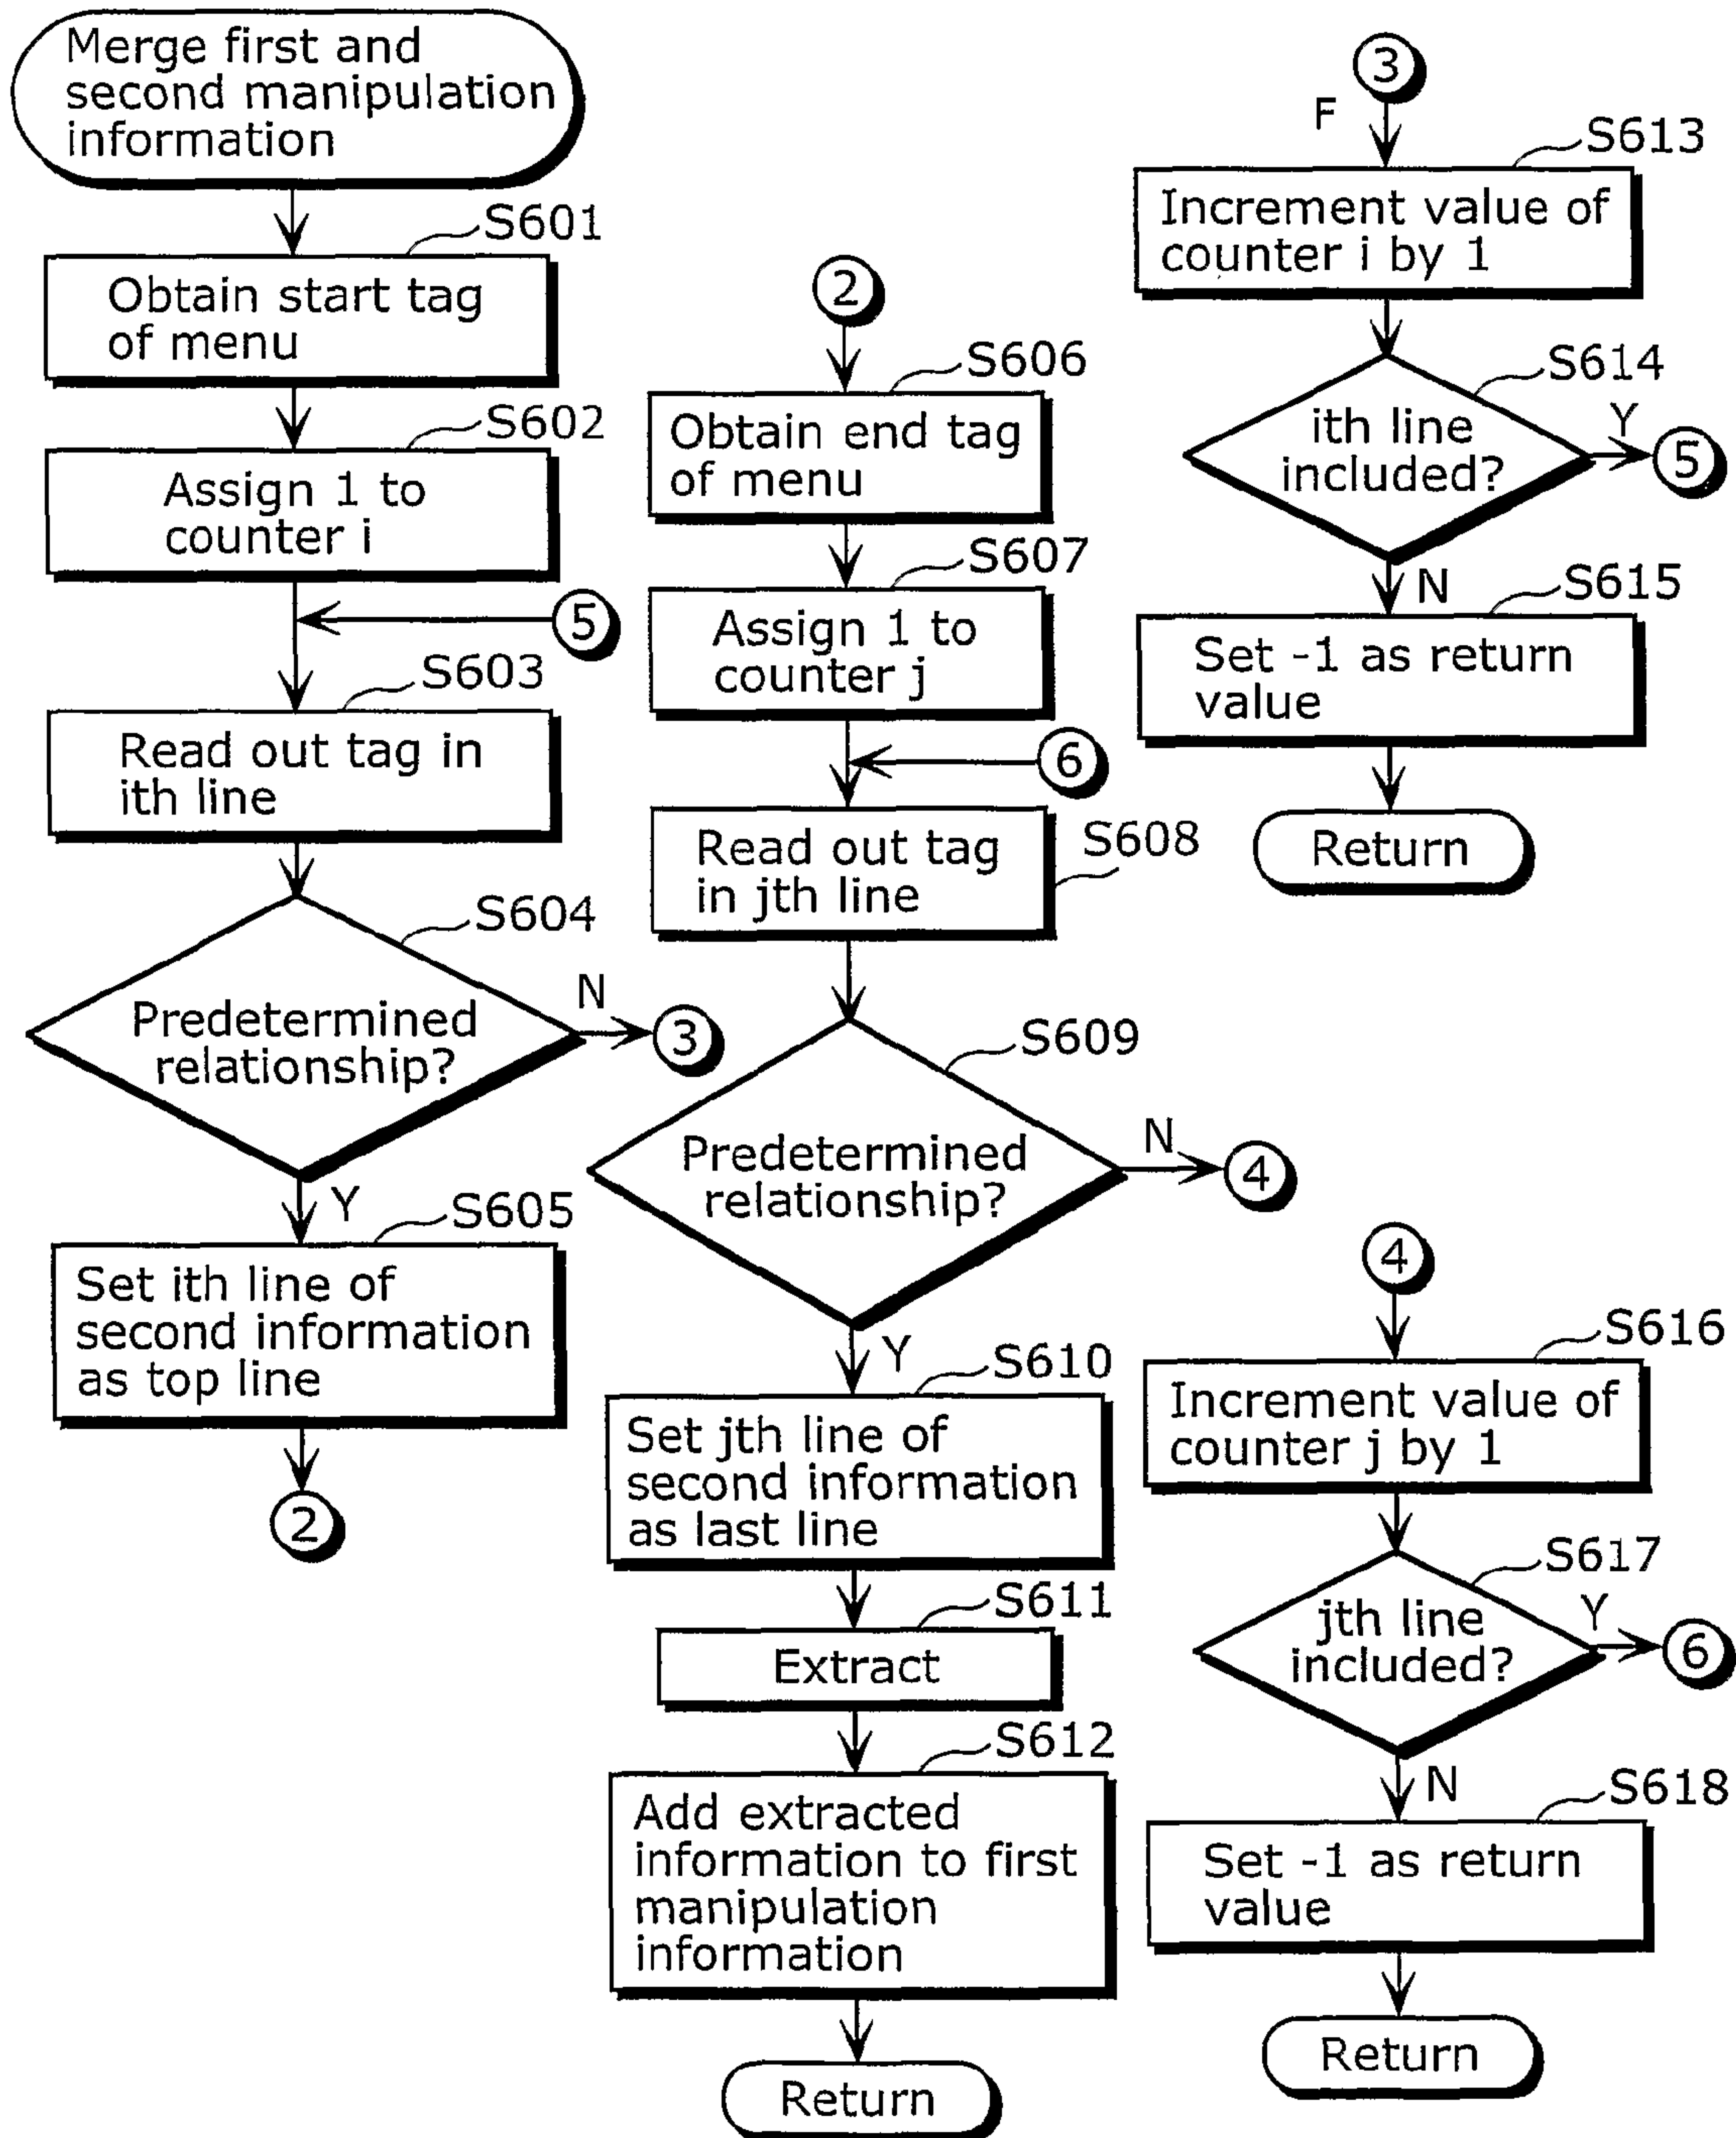 Merge first and
second manipulation
information
S601
Obtain start tag
of menu
S602
Assign 1 to
counter i
5
S603
Read out tag in
ith line
S604
Predetermined
relationship?
N
3
Y
S605
Set ith line of
second information
as top line
2
2
S606
Obtain end tag
of menu
S607
Assign 1 to
counter j
6
S608
Read out tag
in jth line
S609
Predetermined
relationship?
N
4
Y
S610
Set jth line of
second information
as last line
S611
Extract
S612
Add extracted
information to first
manipulation
information
Return
3
F
S613
Increment value of
counter i by 1
S614
ith line
included?
Y
5
N
S615
Set -1 as return
value
Return
4
S616
Increment value of
counter j by 1
S617
jth line
included?
Y
6
N
S618
Set -1 as return
value
Return